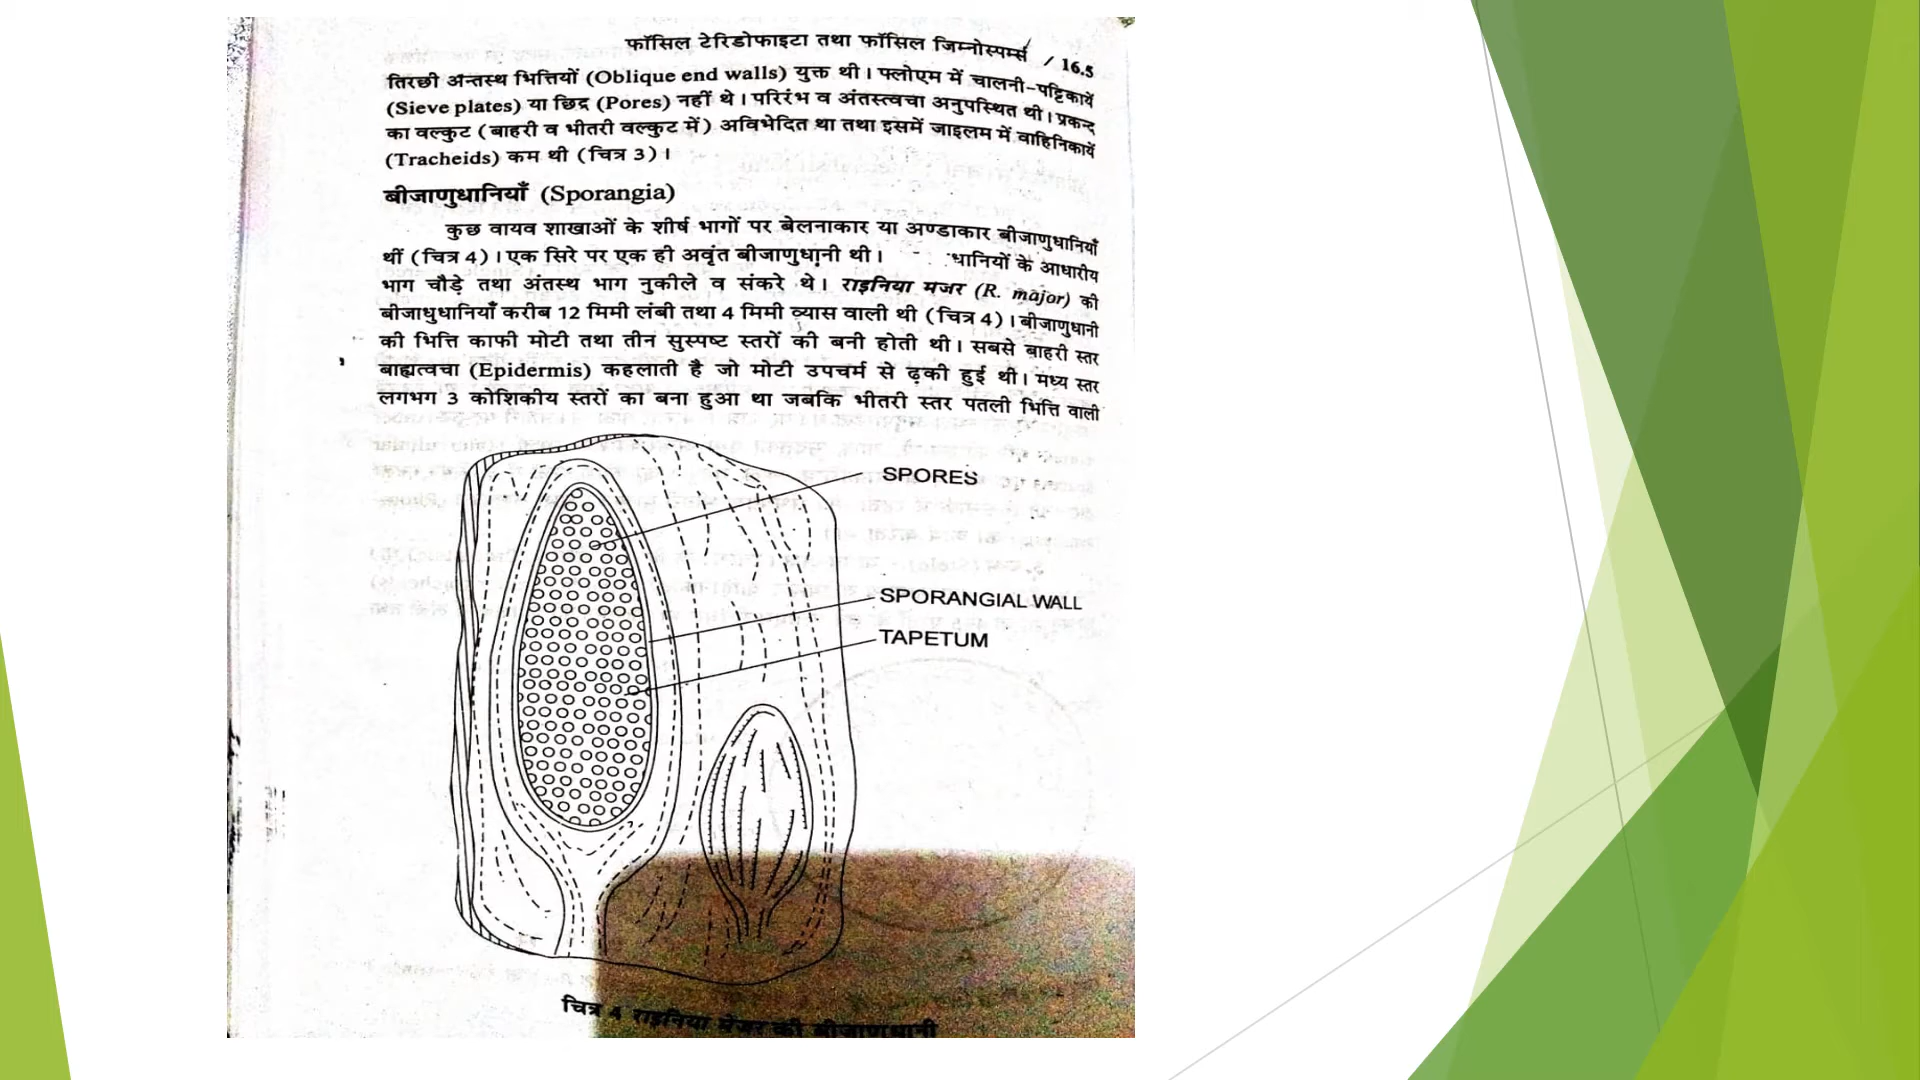 फॉसिल टेरिडोफाइटा तथा फॉसिल जिम्नोस्पर्म्स / 16.5
तिरछी अन्तस्थ भित्तियों (Oblique end walls) युक्त थी। फ्लोएम में चालनी-पट्टिकायें
(Sieve plates) या छिद्र (Pores) नहीं थे। परिरंभ व अंतस्त्वचा अनुपस्थित थी। प्रकन्द
का वल्कुट (बाहरी व भीतरी वल्कुट में) अविभेदित था तथा इसमें जाइलम में वाहिनिकायें
(Tracheids) कम थी (चित्र 3)।
बीजाणुधानियाँ (Sporangia)
कुछ वायव शाखाओं के शीर्ष भागों पर बेलनाकार या अण्डाकार बीजाणुधानियाँ
थीं (चित्र 4)। एक सिरे पर एक ही अवृंत बीजाणुधानी थी। धानियों के आधारीय
भाग चौड़े तथा अंतस्थ भाग नुकीले व संकरे थे। राइनिया मेजर (R. major) की
बीजाधुधानियाँ करीब 12 मिमी लंबी तथा 4 मिमी व्यास वाली थी (चित्र 4)। बीजाणुधानी
की भित्ति काफी मोटी तथा तीन सुस्पष्ट स्तरों की बनी होती थी। सबसे बाहरी स्तर
बाह्यत्वचा (Epidermis) कहलाती है जो मोटी उपचर्म से ढ़की हुई थी। मध्य स्तर
लगभग 3 कोशिकीय स्तरों का बना हुआ था जबकि भीतरी स्तर पतली भित्ति वाली
SPORES
SPORANGIAL WALL
TAPETUM
चित्र 4 राइनिया मेजर की बीजाणुधानी